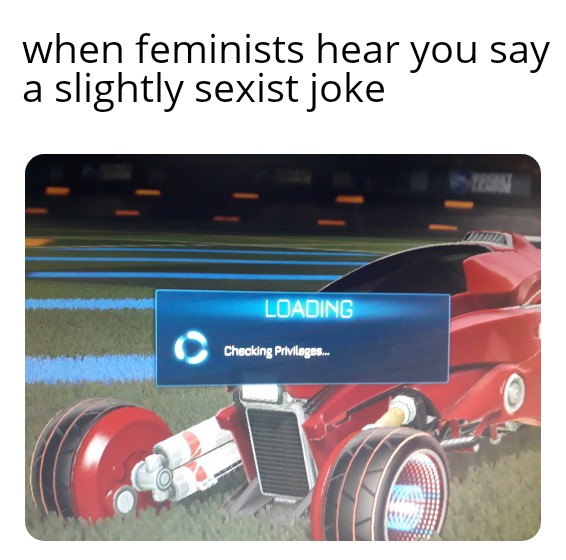 when feminists hear you say
a slightly sexist joke
LOADING
Checking Privileges...